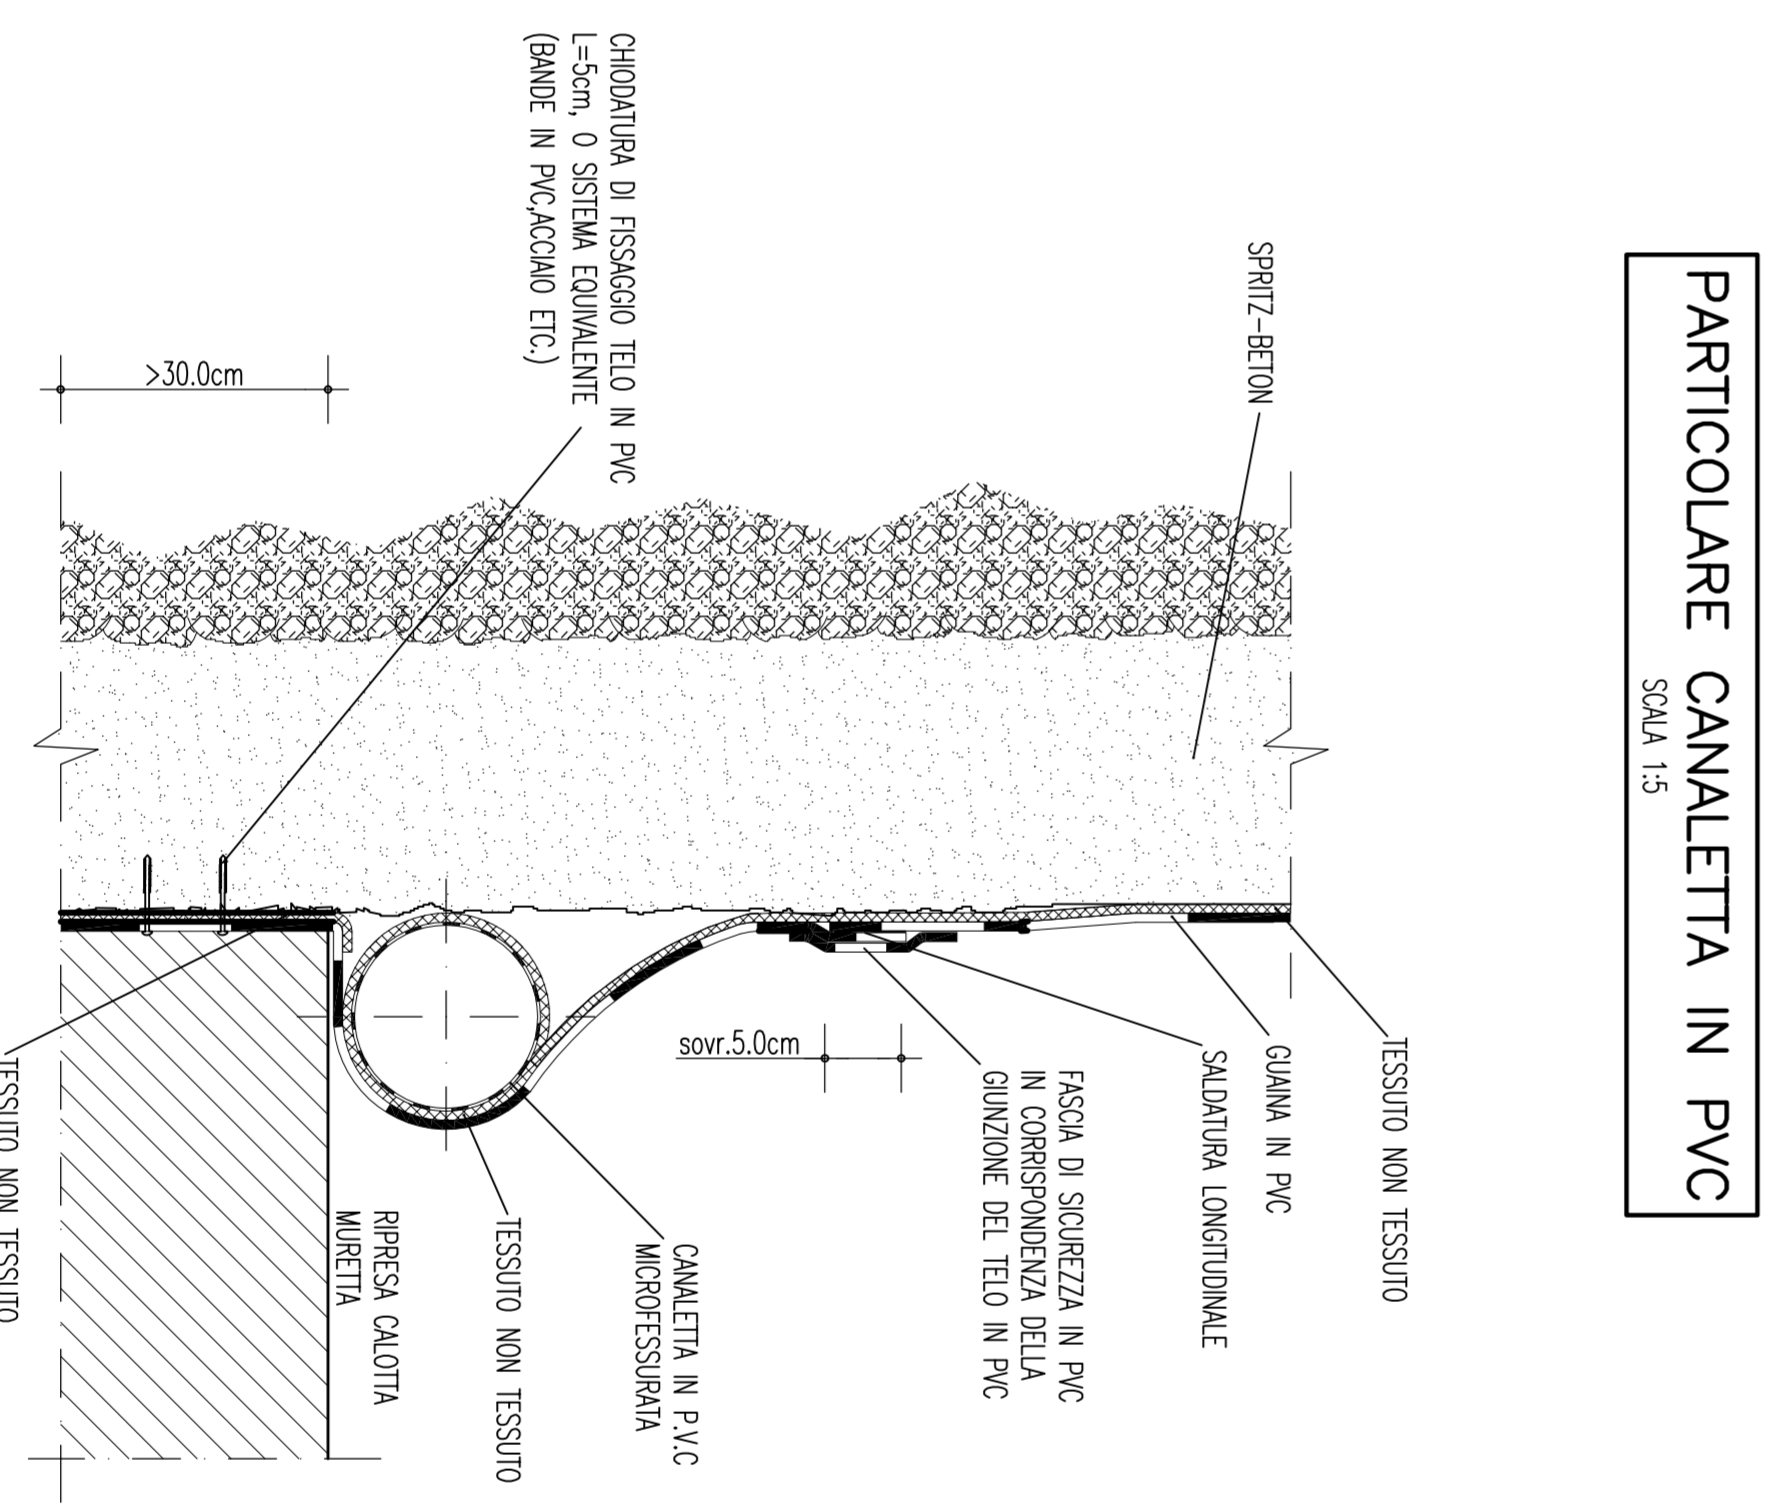 PARTICOLARE CANALETTA IN PVC
SCALA 1:5
SPRITZ-BETON
CHIODATURA DI FISSAGGIO TELO IN PVC
L=5cm, O SISTEMA EQUIVALENTE
(BANDE IN PVC,ACCIAIO ETC.)
>30.0cm
TESSUTO NON TESSUTO
GUAINA IN PVC
SALDATURA LONGITUDINALE
FASCIA DI SICUREZZA IN PVC
IN CORRISPONDENZA DELLA
GIUNZIONE DEL TELO IN PVC
sovr.5.0cm
CANALETTA IN P.V.C
MICROFESSURATA
TESSUTO NON TESSUTO
RIPRESA CALOTTA
MURETTA
TESSUTO NON TESSUTO